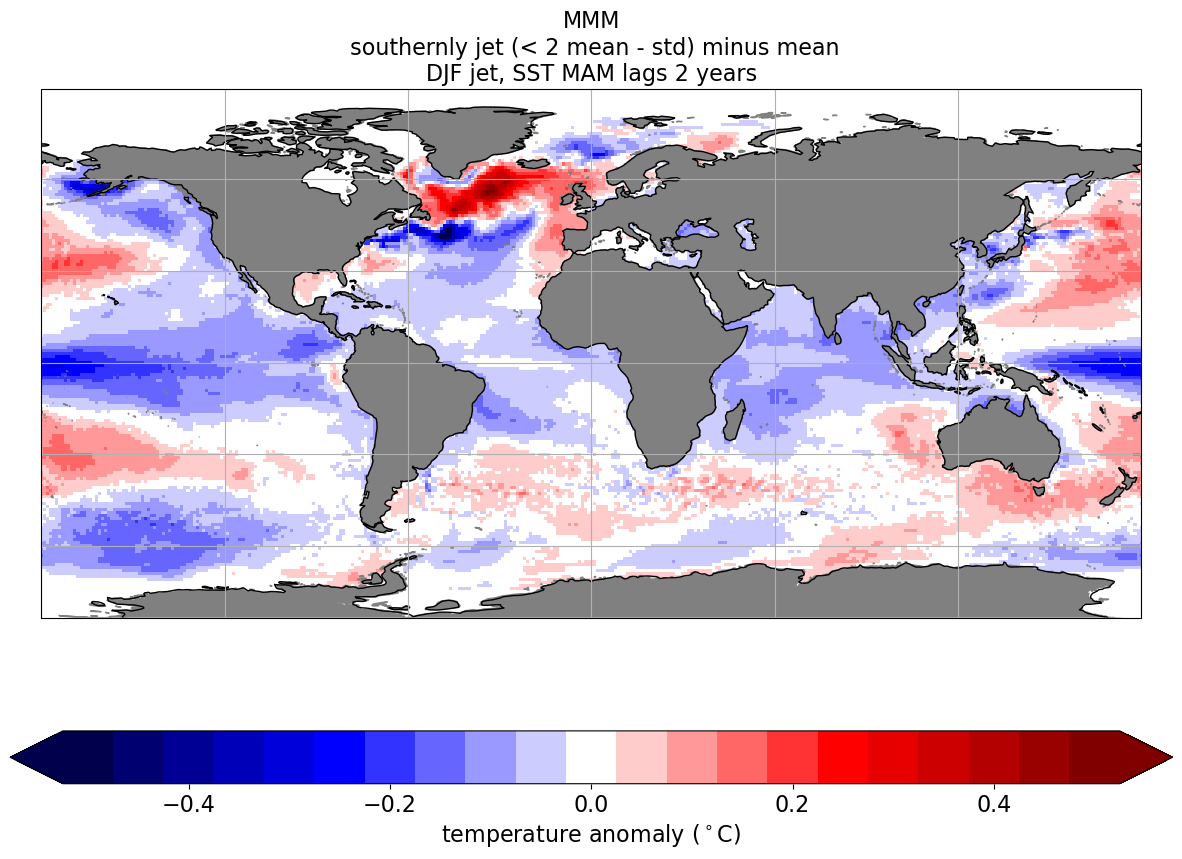 MMM
southernly jet (< 2 mean - std) minus mean
DJF jet, SST MAM lags 2 years
−0.4 −0.2 0.0 0.2 0.4
temperature anomaly (°C)